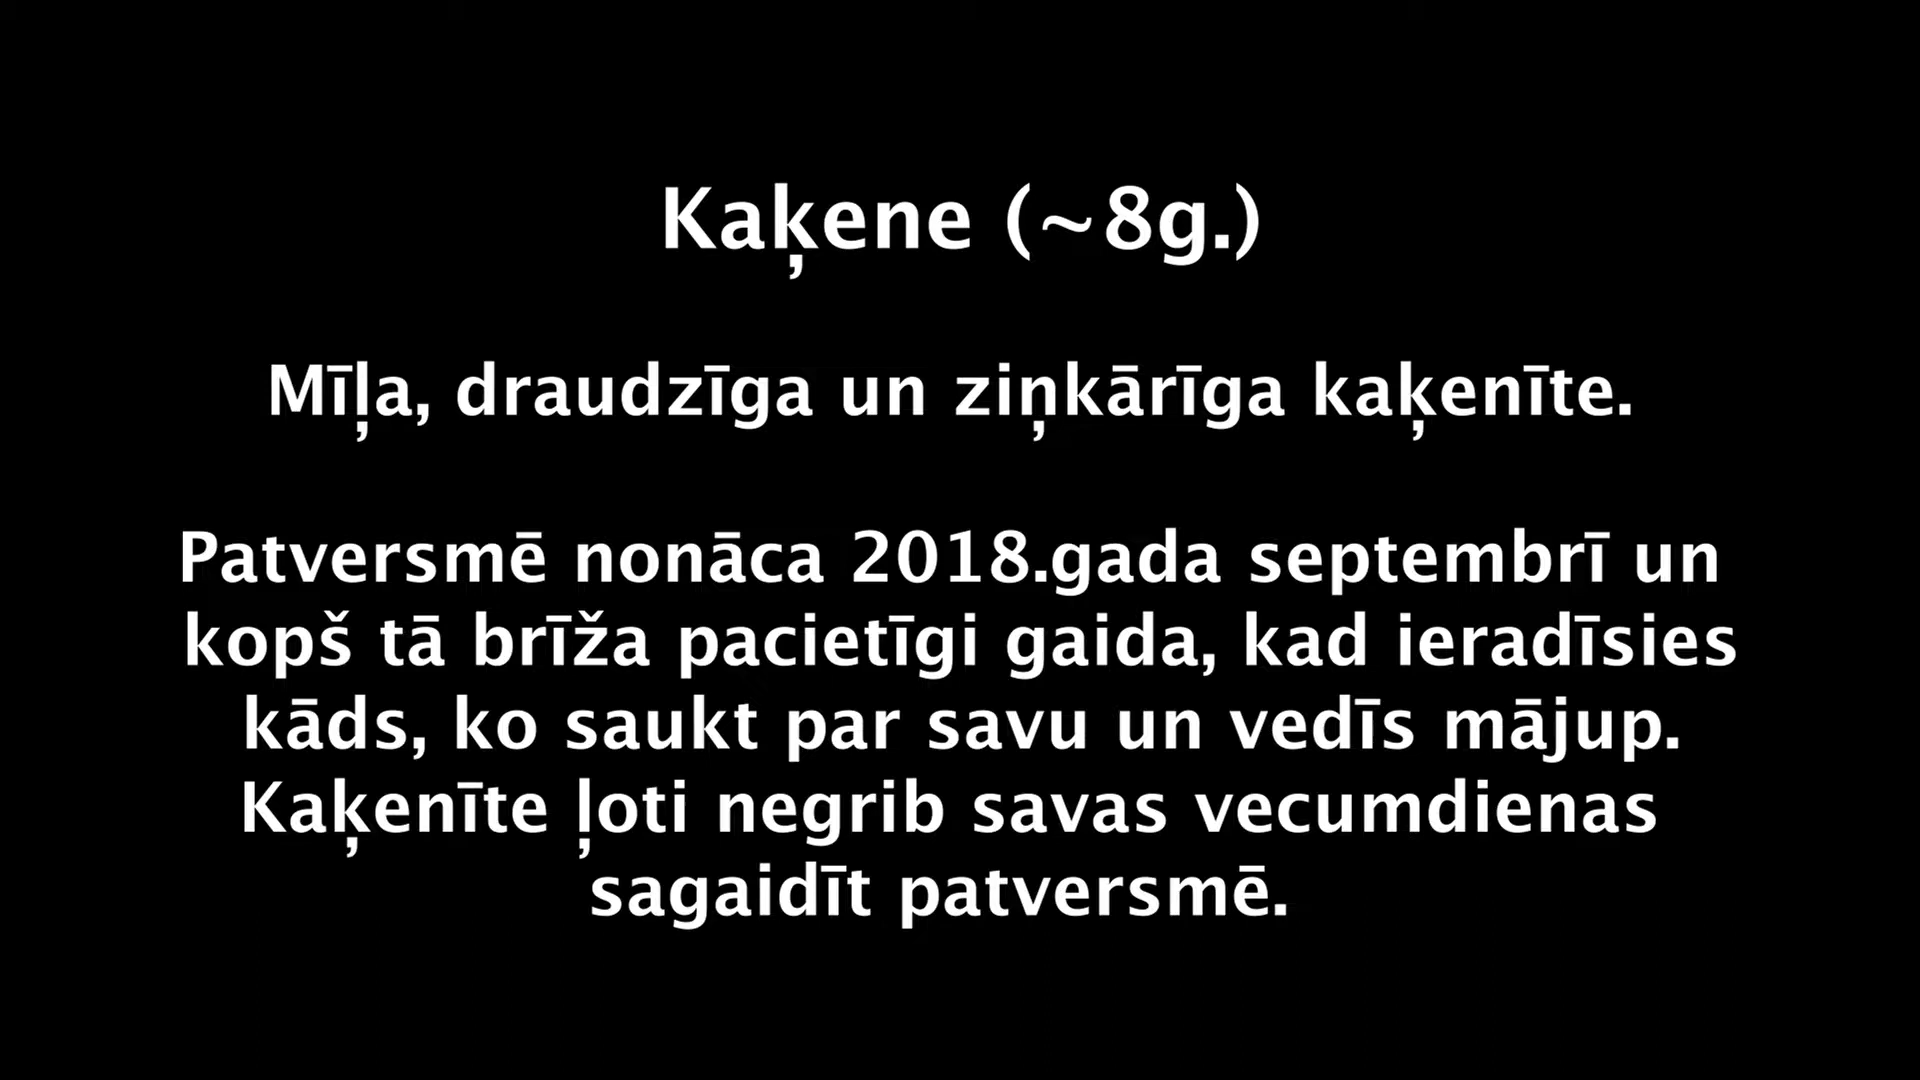 Kaķene (~8g.)
Mīļa, draudzīga un ziņkārīga kaķenīte.
Patversmē nonāca 2018.gada septembrī un
kopš tā brīža pacietīgi gaida, kad ieradīsies
kāds, ko saukt par savu un vedīs mājup.
Kaķenīte ļoti negrib savas vecumdienas
sagaidīt patversmē.